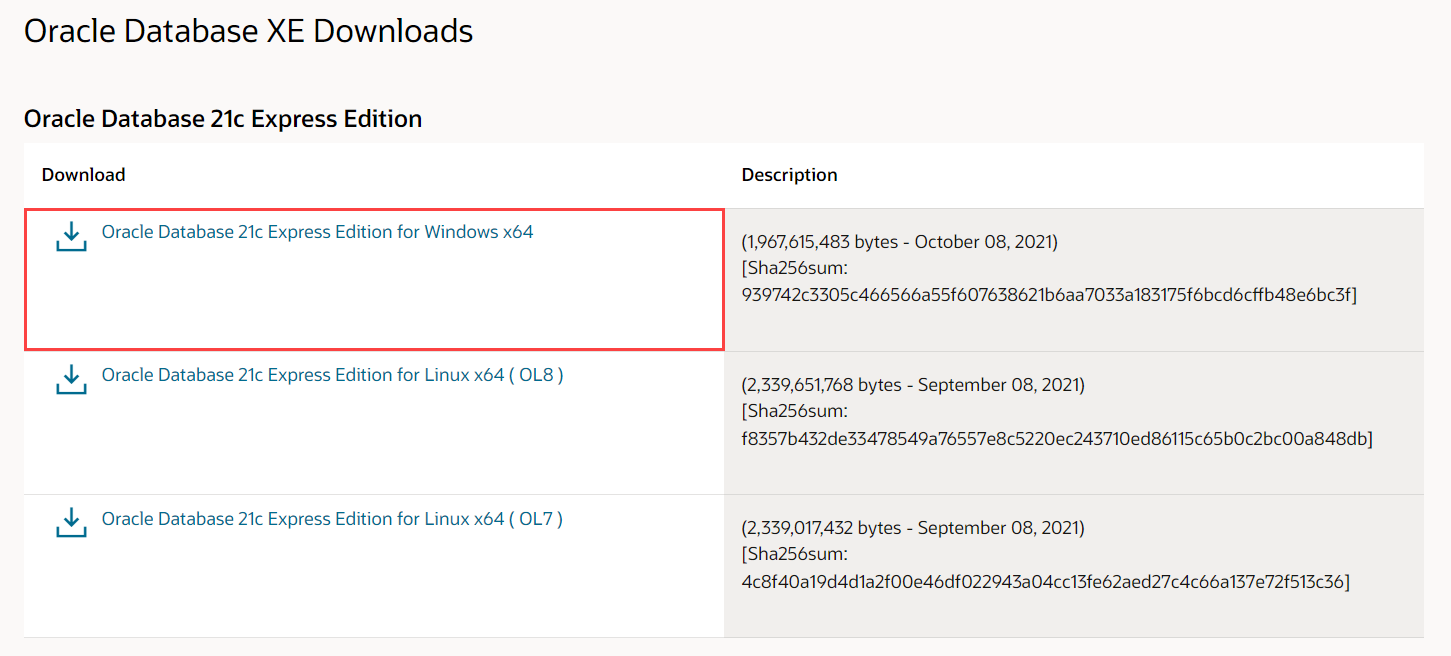 Oracle Database XE Downloads
Oracle Database 21c Express Edition
Download
Description
Oracle Database 21c Express Edition for Windows x64
(1,967,615,483 bytes - October 08, 2021)
[Sha256sum:
939742c3305c466566a55f607638621b6aa7033a183175f6bcd6cffb48e6bc3f]
Oracle Database 21c Express Edition for Linux x64 ( OL8 )
(2,339,651,768 bytes - September 08, 2021)
[Sha256sum:
f8357b432de33478549a76557e8c5220ec243710ed86115c65b0c2bc00a848db]
Oracle Database 21c Express Edition for Linux x64 ( OL7 )
(2,339,017,432 bytes - September 08, 2021)
[Sha256sum:
4c8f40a19d4d1a2f00e46df022943a04cc13fe62aed27c4c66a137e72f513c36]